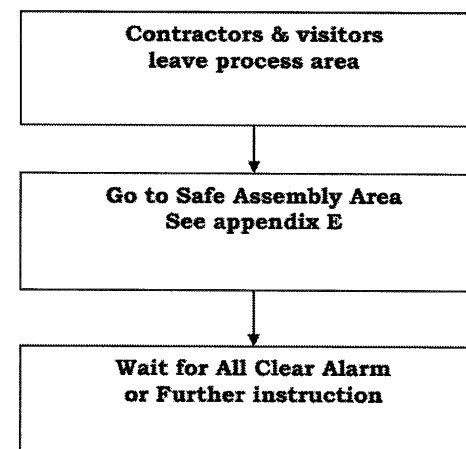 Contractors & visitors
leave process area
Go to Safe Assembly Area
See appendix E
Wait for All Clear Alarm
or Further instruction